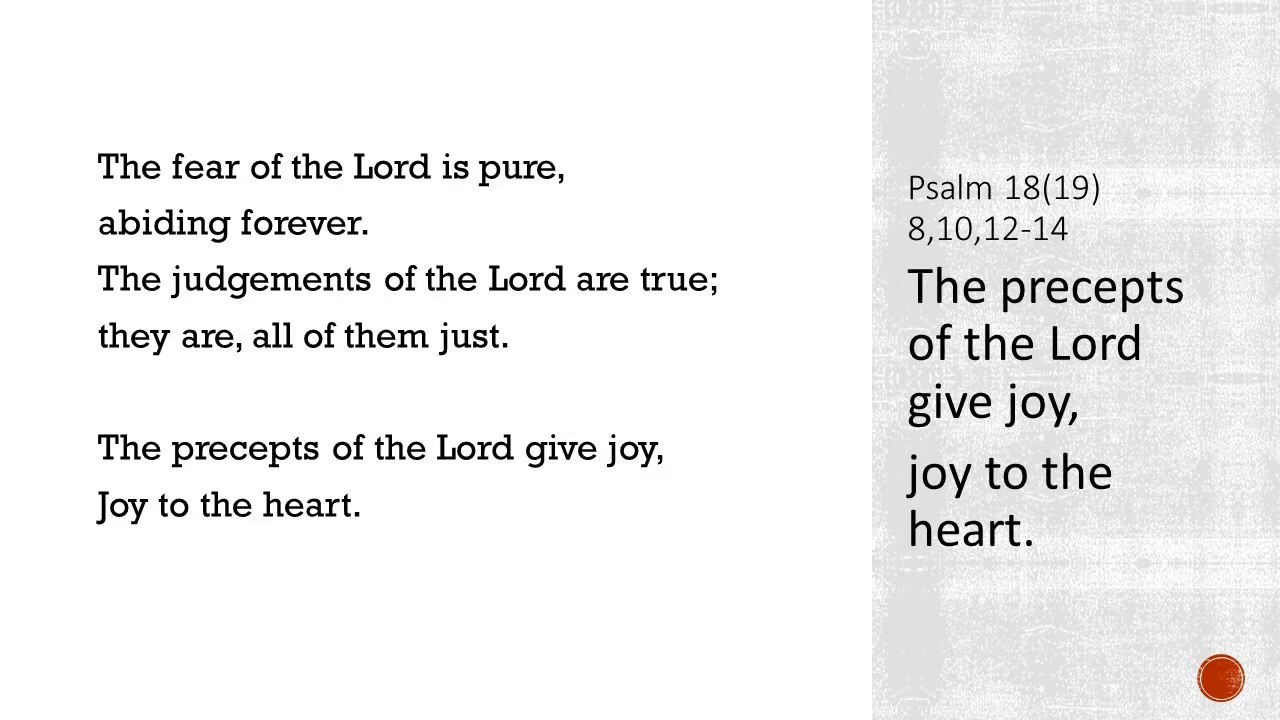 The fear of the Lord is pure,
abiding forever.
The judgements of the Lord are true;
they are, all of them just.
The precepts of the Lord give joy,
Joy to the heart.
Psalm 18(19)
8,10,12-14
The precepts
of the Lord
give joy,
joy to the
heart.